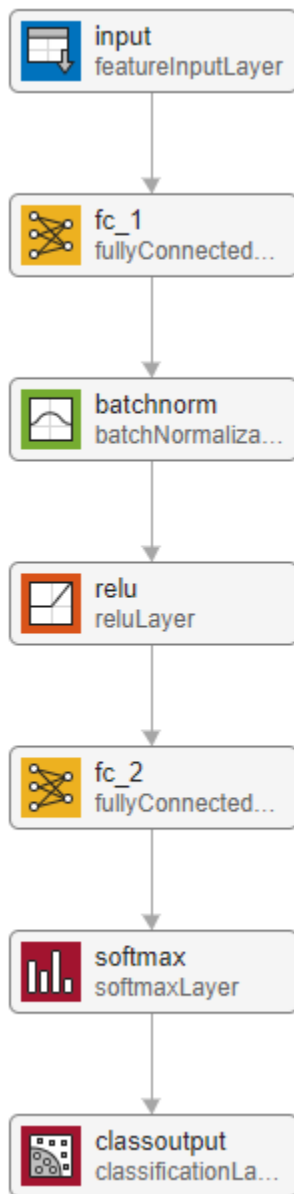 input
featureInputLayer
fc_1
fullyConnected...
batchnorm
batchNormaliza...
relu
reluLayer
fc_2
fullyConnected...
softmax
softmaxLayer
classoutput
classificationLa...